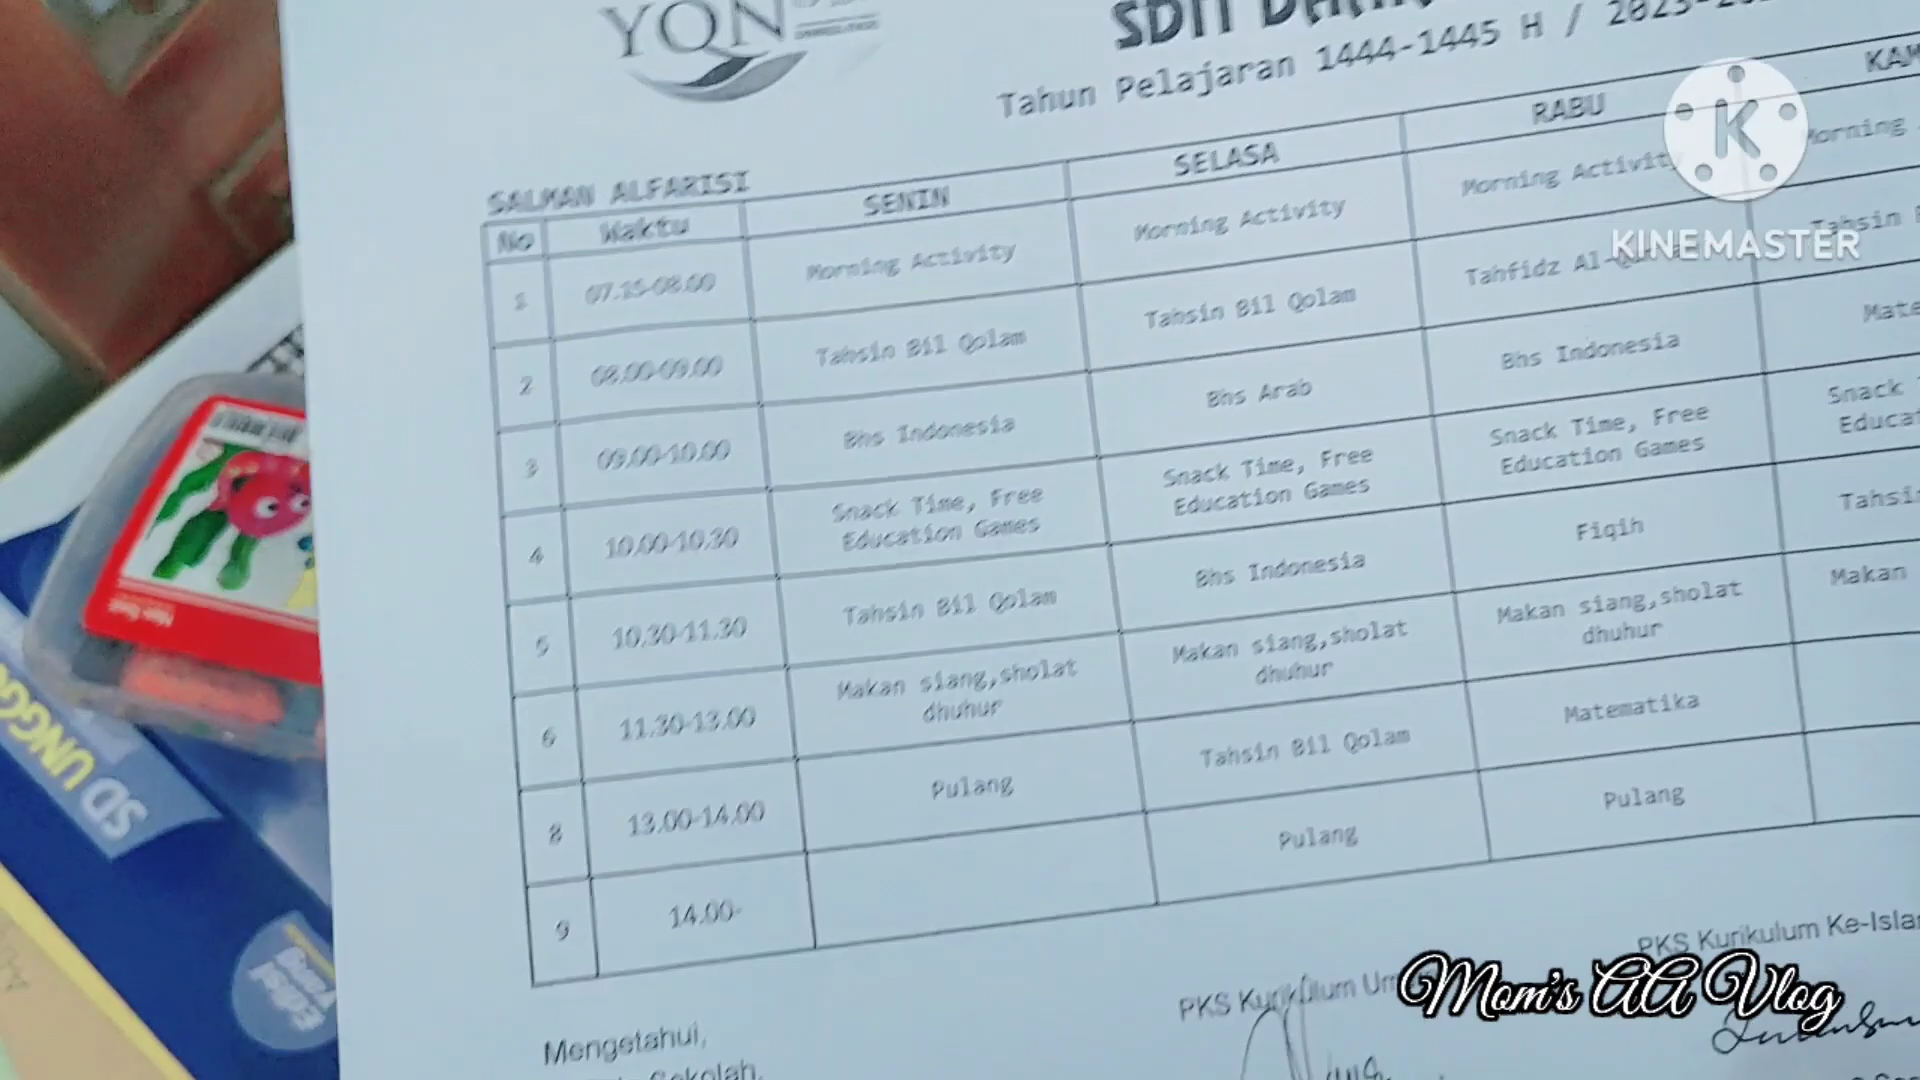 YQN
SDIT
Tahun Pelajaran 1444-1445 H /
SALMAN ALFARISI
No Waktu SENIN SELASA RABU
1 07.15-08.00 Morning Activity Morning Activity Morning Activity Morning
2 08.00-09.00 Tahsin Bil Qolam Tahsin Bil Qolam Tahfidz Tahsin
3 09.00-10.00 Bhs Indonesia Bhs Arab Bhs Indonesia
4 10.00-10.30 Snack Time, Free Snack Time, Free Snack Time, Free Snack
Education Games Education Games Education Games
5 10.30-11.30 Tahsin Bil Qolam Bhs Indonesia Fiqih
6 11.30-13.00 Makan siang,sholat Makan siang,sholat Makan siang,sholat Makan
dhuhur dhuhur dhuhur
8 13.00-14.00 Pulang Tahsin Bil Qolam Matematika
9 14.00- Pulang Pulang
PKS Kurikulum
PKS Kurikulum
Mengetahui,
Sekolah,
K
KINEMASTER
Mom's AA Vlog
SD UNGGU